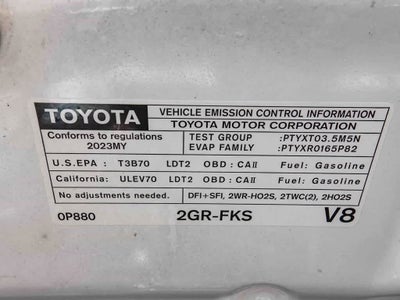 TOYOTA VEHICLE EMISSION CONTROL INFORMATION
TOYOTA MOTOR CORPORATION
Conforms to regulations TEST GROUP :PTYXT03.5M5N
2023MY EVAP FAMILY :PTYXR0165P82
U.S.EPA : T3B70 LDT2 OBD:CAII Fuel: Gasoline
California: ULEV70 LDT2 OBD:CAII Fuel: Gasoline
No adjustments needed. DFI+SFI, 2WR-HO2S, 2TWC(2), 2HO2S
0P880 2GR-FKS V8